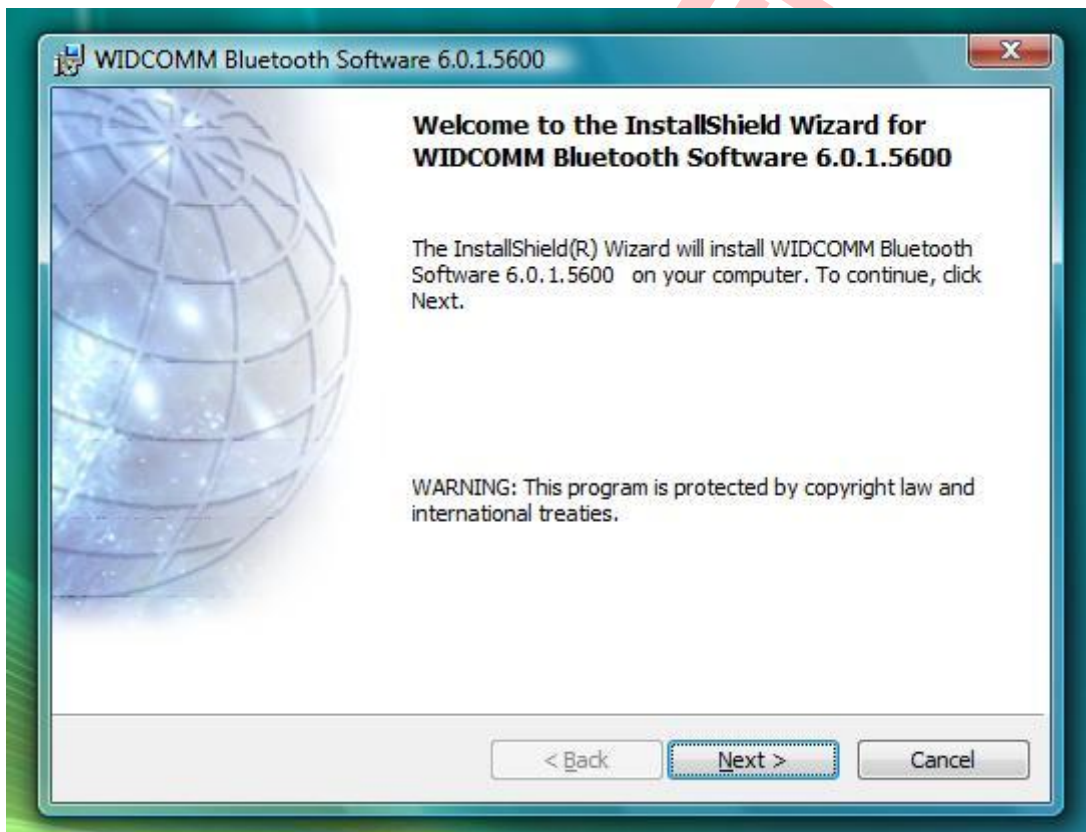 WIDCOMM Bluetooth Software 6.0.1.5600
X
Welcome to the InstallShield Wizard for
WIDCOMM Bluetooth Software 6.0.1.5600
The InstallShield(R) Wizard will install WIDCOMM Bluetooth
Software 6.0.1.5600 on your computer. To continue, click
Next.
WARNING: This program is protected by copyright law and
international treaties.
< Back Next > Cancel